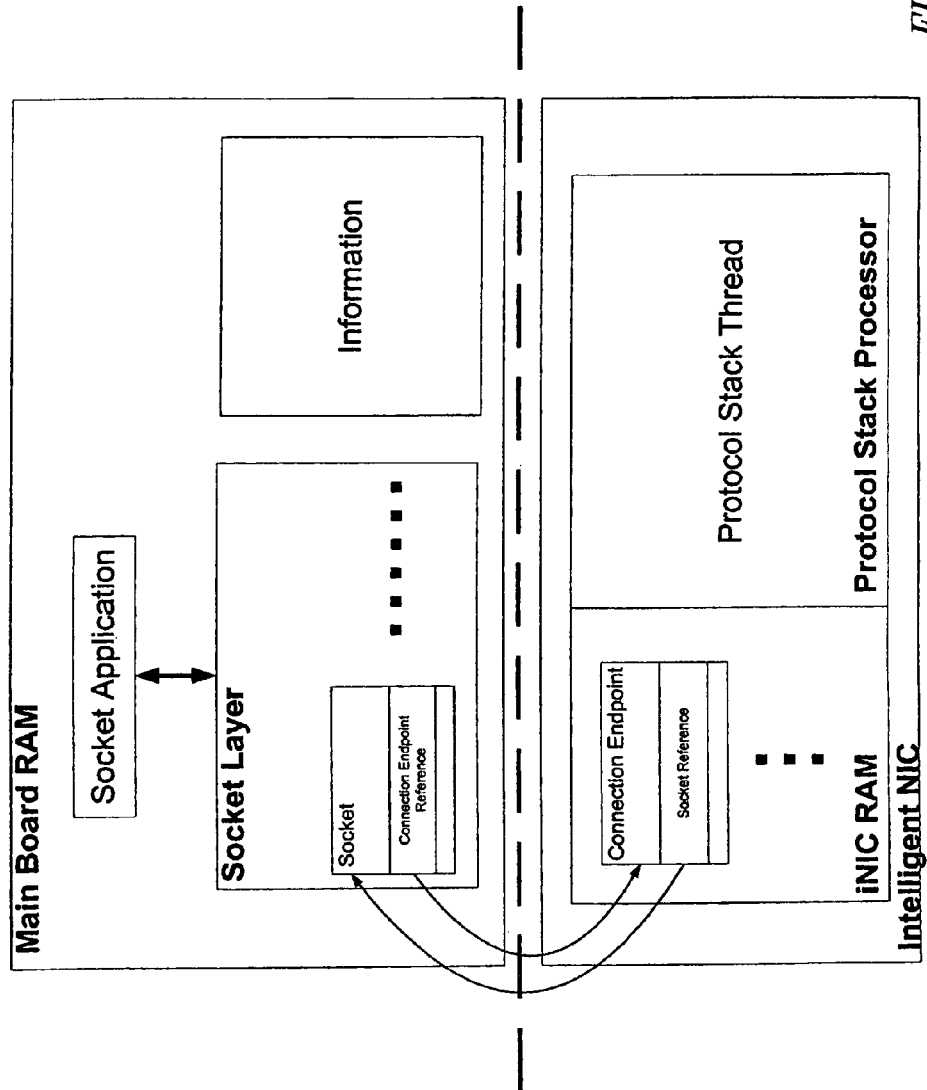 Main Board RAM
Socket Application
Socket Layer
Socket
Connection Endpoint
Reference
Information
Connection Endpoint
Socket Reference
iNIC RAM
Protocol Stack Thread
Protocol Stack Processor
Intelligent NIC